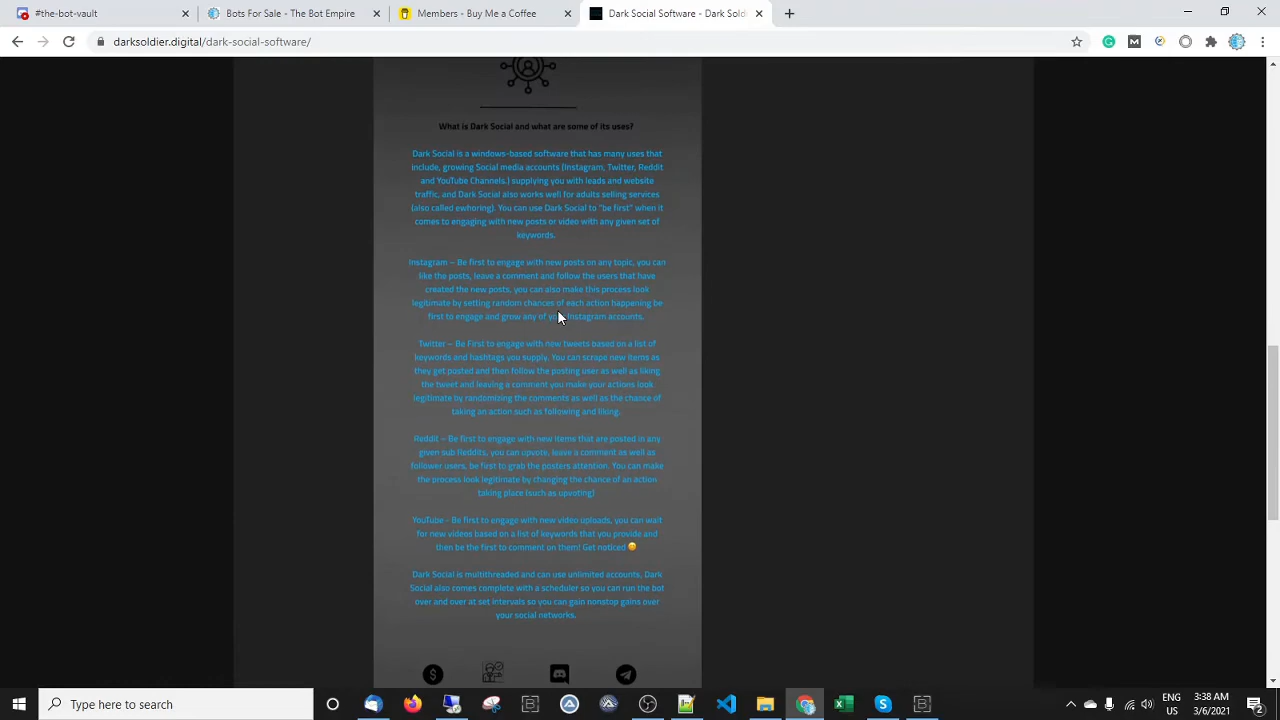 #the-bots-vault
Bots For Sale - The Bot Directo
Buy Bots - Bot Makers - We Mak
Dark Social Software - Dark Soldi
darksoldier.digital/dark-social-software/
What is Dark Social and what are some of its uses?
Dark Social is a windows-based software that has many uses that
include, growing Social media accounts (Instagram, Twitter, Reddit
and YouTube Channels.) supplying you with leads and website
traffic, and Dark Social also works well for adults selling services
(also called ewhoring). You can use Dark Social to "be first" when it
comes to engaging with new posts or video with any given set of
keywords.
Instagram – Be first to engage with new posts on any topic, you can
like the posts, leave a comment and follow the users that have
created the new posts, you can also make this process look
legitimate by setting random chances of each action happening be
first to engage and grow any of your Instagram accounts.
Twitter – Be First to engage with new tweets based on a list of
keywords and hashtags you supply. You can scrape new items as
they get posted and then follow the posting user as well as liking
the tweet and leaving a comment you make your actions look
legitimate by randomizing the comments as well as the chance of
taking an action such as following and liking.
Reddit – Be first to engage with new items that are posted in any
given sub Reddits, you can upvote, leave a comment as well as
follower users, be first to grab the posters attention. You can make
the process look legitimate by changing the chance of an action
taking place (such as upvoting)
YouTube - Be first to engage with new video uploads, you can wait
for new videos based on a list of keywords that you provide and
then be the first to comment on them! Get noticed
Dark Social is multithreaded and can use unlimited accounts, Dark
Social also comes complete with a scheduler so you can run the bot
over and over at set intervals so you can gain nonstop gains over
your social networks.
Type here to search
ENG
3:38 AM
3/6/2021